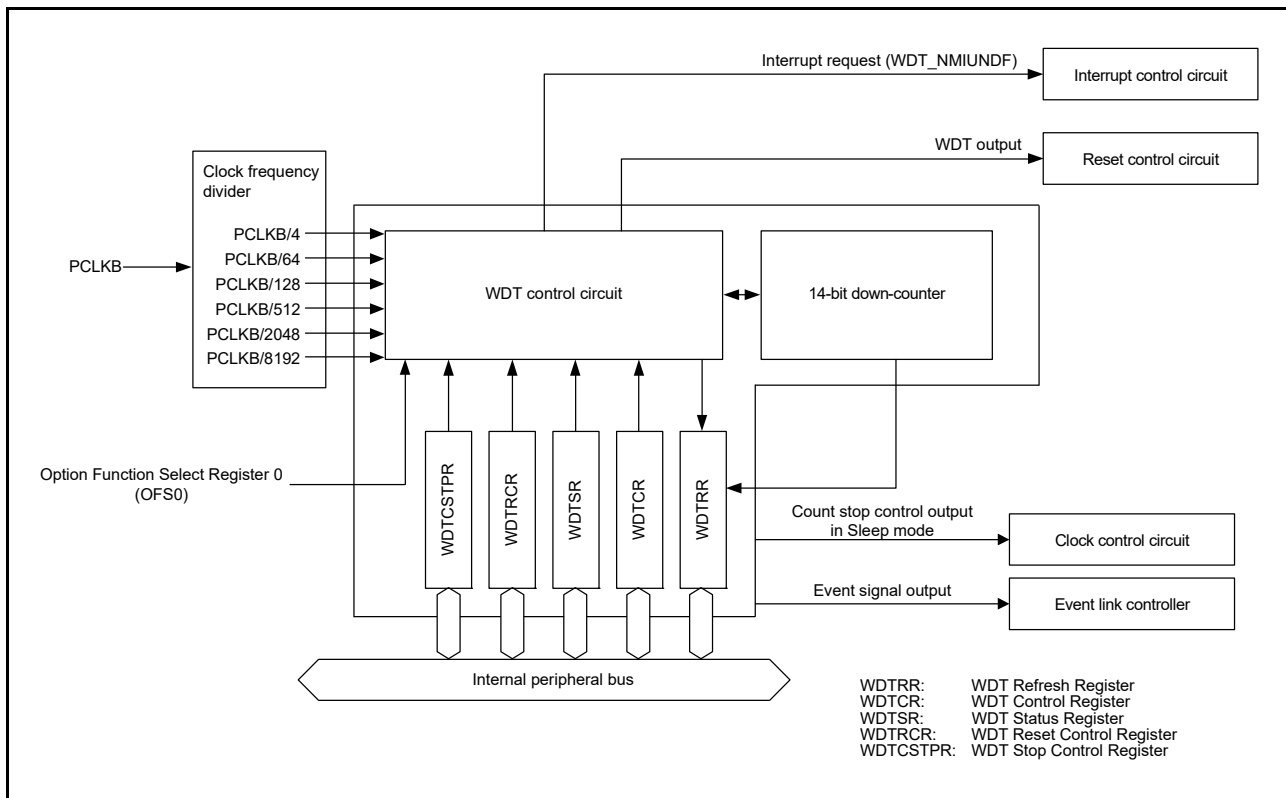 Interrupt request (WDT_NMIUNDF)
Interrupt control circuit
WDT output
Reset control circuit
Clock frequency
divider
PCLKB/4
PCLKB/64
PCLKB/128
PCLKB/512
PCLKB/2048
PCLKB/8192
PCLKB
WDT control circuit
14-bit down-counter
Option Function Select Register 0
(OFS0)
WDTCSTPR
WDTRCR
WDTSR
WDTCR
WDTRR
Count stop control output
in Sleep mode
Clock control circuit
Event signal output
Event link controller
Internal peripheral bus
WDTRR: WDT Refresh Register
WDTCR: WDT Control Register
WDTSR: WDT Status Register
WDTRCR: WDT Reset Control Register
WDTCSTPR: WDT Stop Control Register